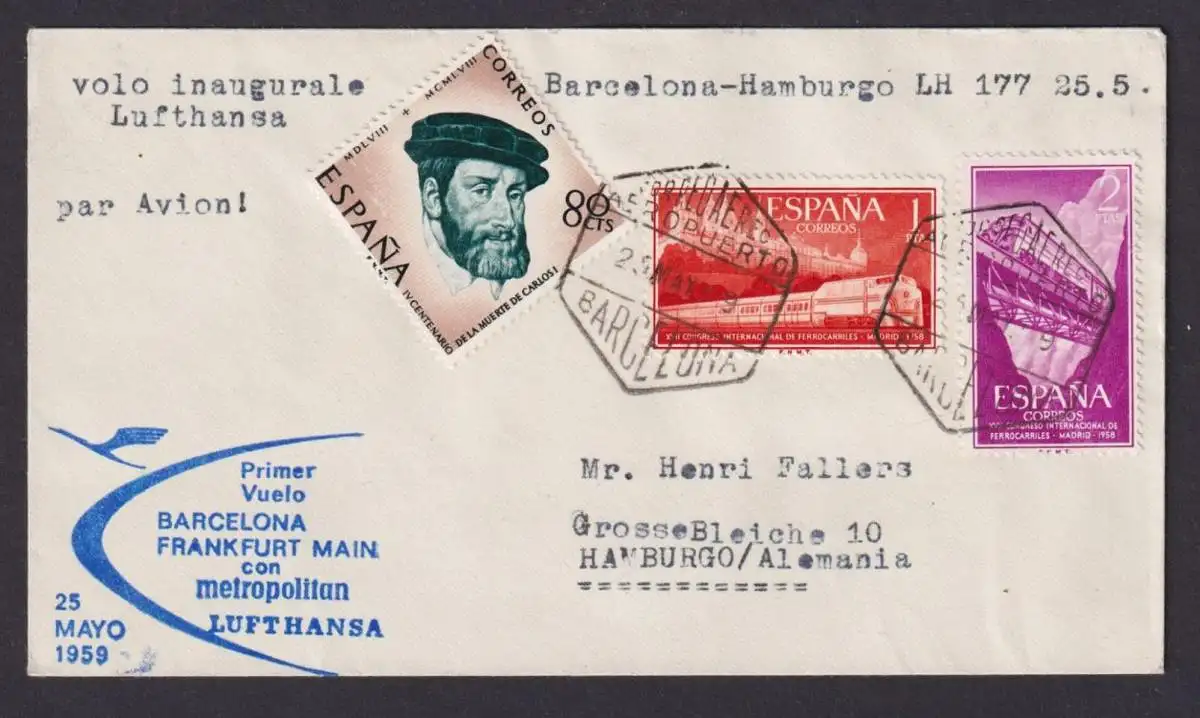 volo inaugurale
Lufthansa
Barcelona-Hamburgo LH 177 25.5.
par Avion!
MDLVIII + MCMLVIII
CORREOS
ESPAÑA
80 CTS
IV CENTENARIO
DE LA MUERTE DE CARLOS I
ESPAÑA
CORREOS
1
XVII CONGRESO INTERNACIONAL DE FERROCARRILES - MADRID 1958
F.N.M.T.
2
PTAS
ESPAÑA
CORREOS
XVII CONGRESO INTERNACIONAL DE
FERROCARRILES - MADRID - 1958
F.N.M.T.
BARCELONA
Primer
Vuelo
BARCELONA
FRANKFURT MAIN
con
metropolitan
LUFTHANSA
25
MAYO
1959
Mr. Henri Fallers
GrosseBleiche 10
HAMBURGO/Alemania
============